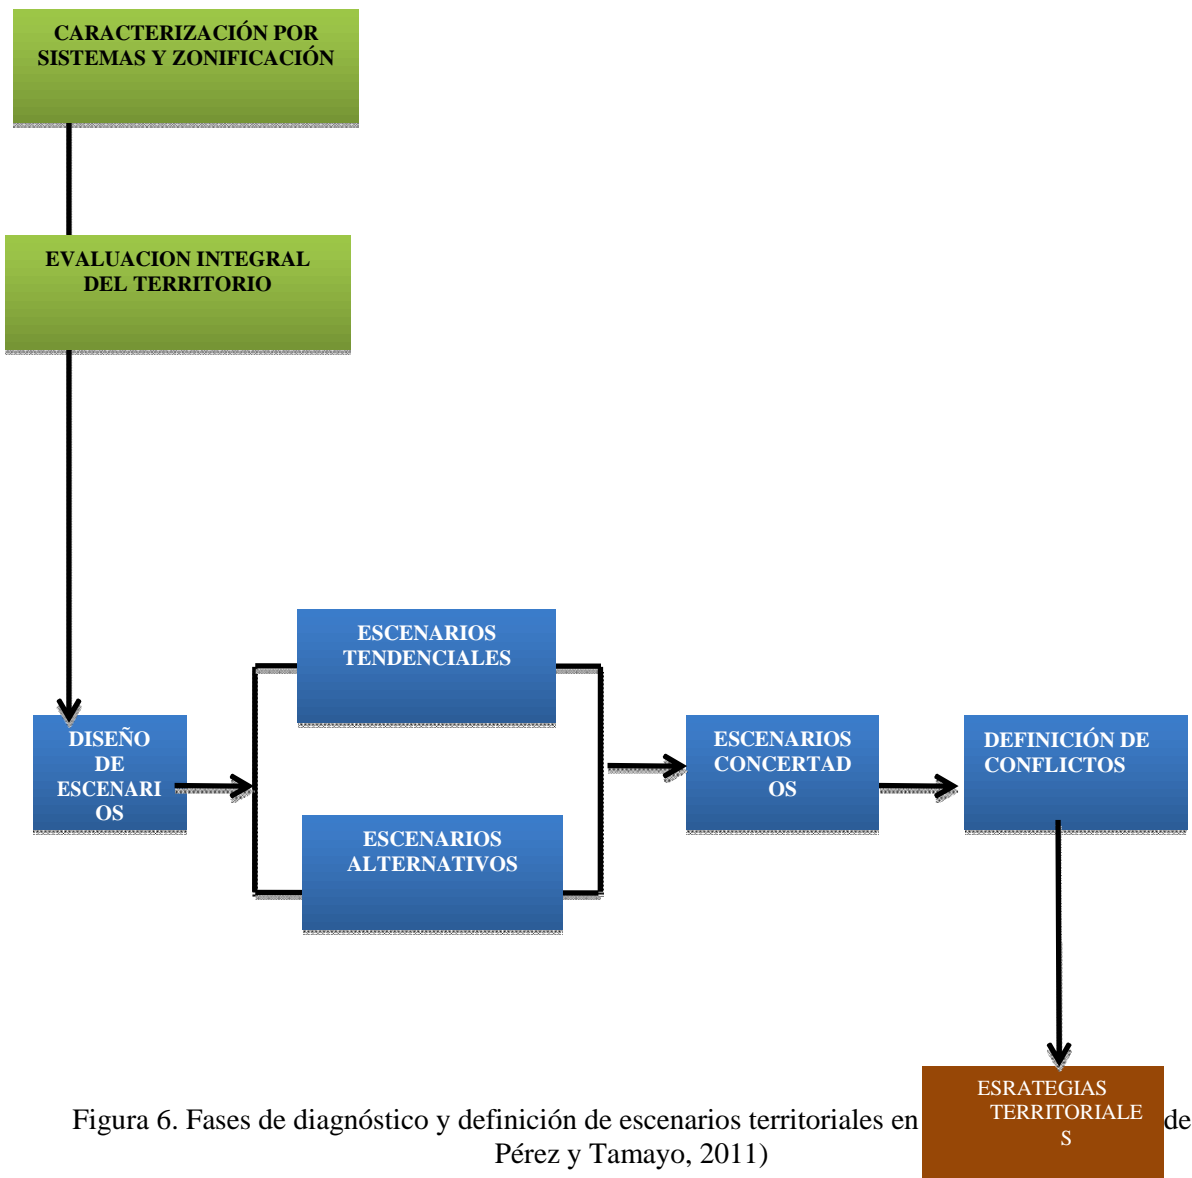 CARACTERIZACIÓN POR
SISTEMAS Y ZONIFICACIÓN
EVALUACION INTEGRAL
DEL TERRITORIO
ESCENARIOS
TENDENCIALES
DISEÑO
DE
ESCENARI
OS
ESCENARIOS
ALTERNATIVOS
ESCENARIOS
CONCERTAD
OS
DEFINICIÓN DE
CONFLICTOS
ESRATEGIAS
TERRITORIALE
S
Figura 6. Fases de diagnóstico y definición de escenarios territoriales en de
Pérez y Tamayo, 2011)